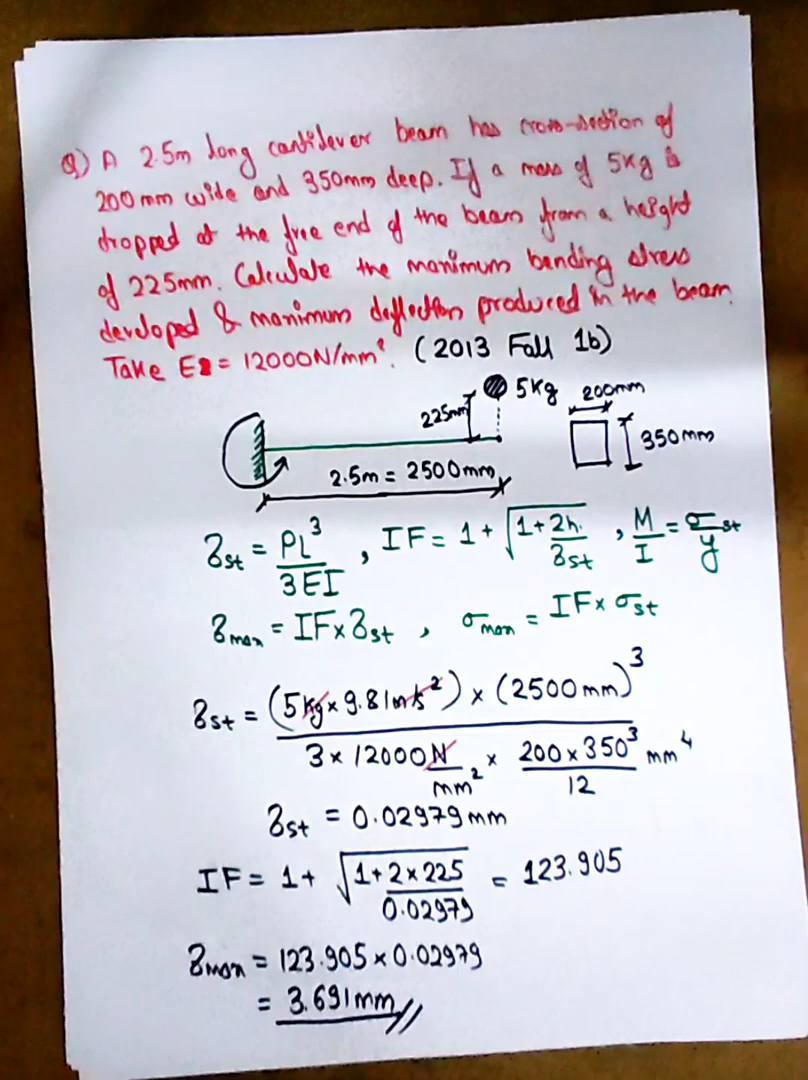 Q) A 2.5m long cantilever beam has cross-section of
200mm wide and 350mm deep. If a mass of 5Kg is
dropped at the free end of the beam from a height
of 225mm. Calculate the maximum bending stress
developed & maximum deflection produced in the beam.
Take E = 12000N/mm². (2013 Fall 1b)
5Kg 200mm
225mm
350mm
2.5m = 2500mm
δst = PL³/3EI , IF = 1 + √(1 + 2h/δst) , M/I = σst/y
δmax = IF x δst , σmax = IF x σst
δst = (5kg x 9.81m/s²) x (2500mm)³ / 3 x 12000 N/mm² x 200 x 350³/12 mm⁴
δst = 0.02979mm
IF = 1 + √(1 + 2 x 225/0.02979) = 123.905
δmax = 123.905 x 0.02979
= 3.691mm //